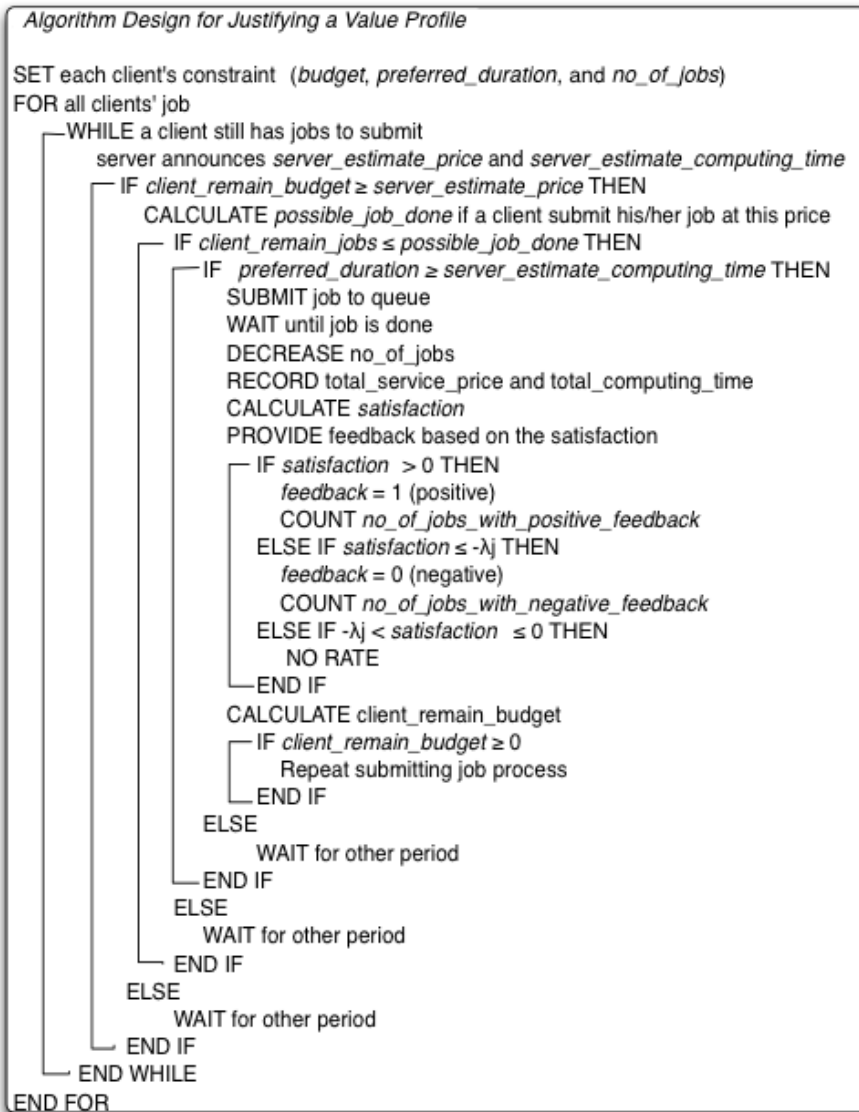 Algorithm Design for Justifying a Value Profile
SET each client's constraint (budget, preferred_duration, and no_of_jobs)
FOR all clients' job
WHILE a client still has jobs to submit
server announces server_estimate_price and server_estimate_computing_time
IF client_remain_budget ≥ server_estimate_price THEN
CALCULATE possible_job_done if a client submit his/her job at this price
IF client_remain_jobs ≤ possible_job_done THEN
IF preferred_duration ≥ server_estimate_computing_time THEN
SUBMIT job to queue
WAIT until job is done
DECREASE no_of_jobs
RECORD total_service_price and total_computing_time
CALCULATE satisfaction
PROVIDE feedback based on the satisfaction
IF satisfaction > 0 THEN
feedback = 1 (positive)
COUNT no_of_jobs_with_positive_feedback
ELSE IF satisfaction ≤ -λj THEN
feedback = 0 (negative)
COUNT no_of_jobs_with_negative_feedback
ELSE IF -λj < satisfaction ≤ 0 THEN
NO RATE
END IF
CALCULATE client_remain_budget
IF client_remain_budget ≥ 0
Repeat submitting job process
END IF
ELSE
WAIT for other period
END IF
ELSE
WAIT for other period
END IF
ELSE
WAIT for other period
END IF
END WHILE
END FOR